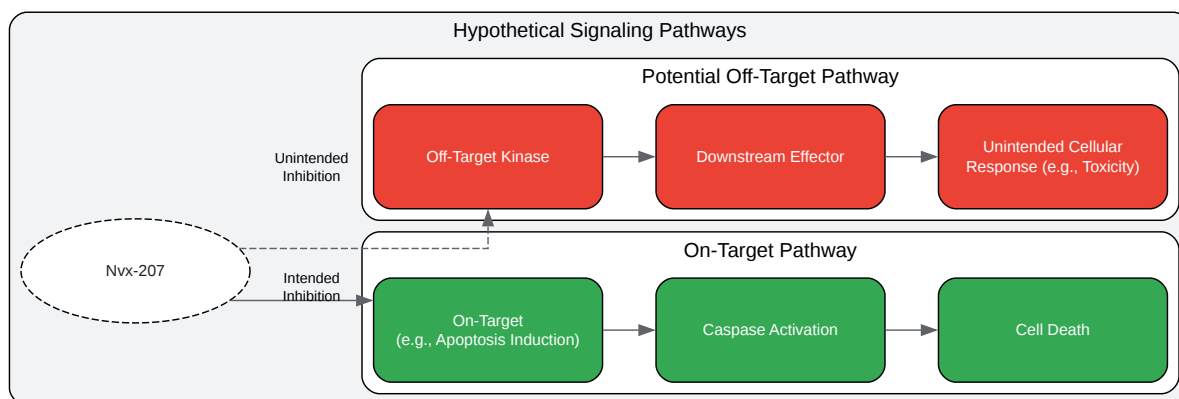 Hypothetical Signaling Pathways
Potential Off-Target Pathway
Off-Target Kinase
Downstream Effector
Unintended Cellular
Response (e.g., Toxicity)
Unintended
Inhibition
Nvx-207
Intended
Inhibition
On-Target Pathway
On-Target
(e.g., Apoptosis Induction)
Caspase Activation
Cell Death